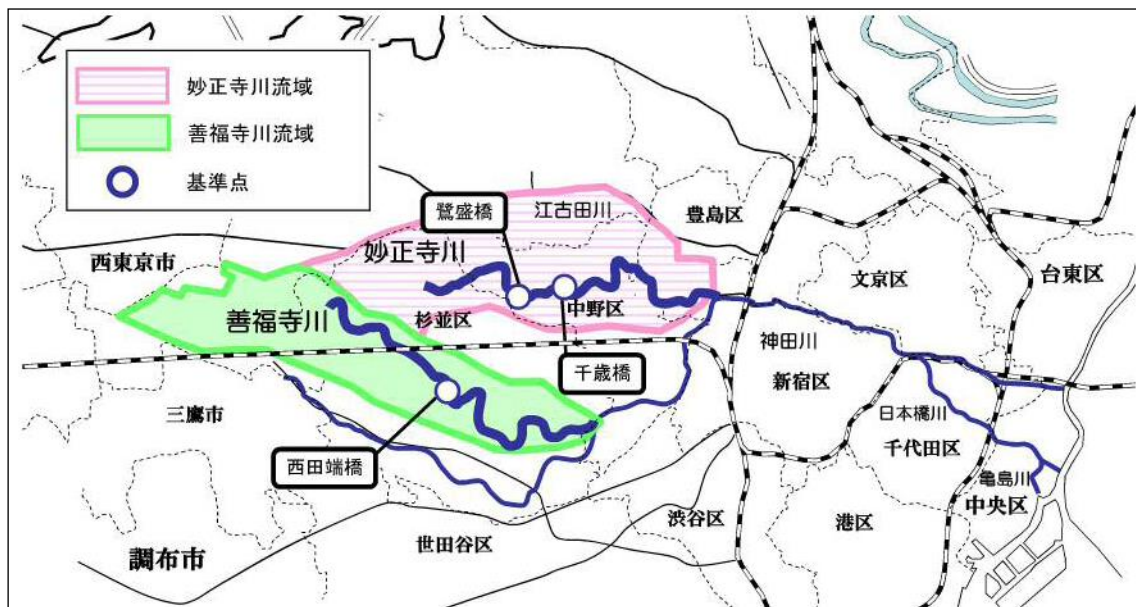 妙正寺川流域
善福寺川流域
基準点
鷺盛橋
江古田川
豊島区
西東京市
妙正寺川
文京区
台東区
善福寺川
杉並区
中野区
神田川
千歳橋
新宿区
三鷹市
日本橋川
千代田区
西田端橋
亀島川
中央区
渋谷区
港区
世田谷区
調布市